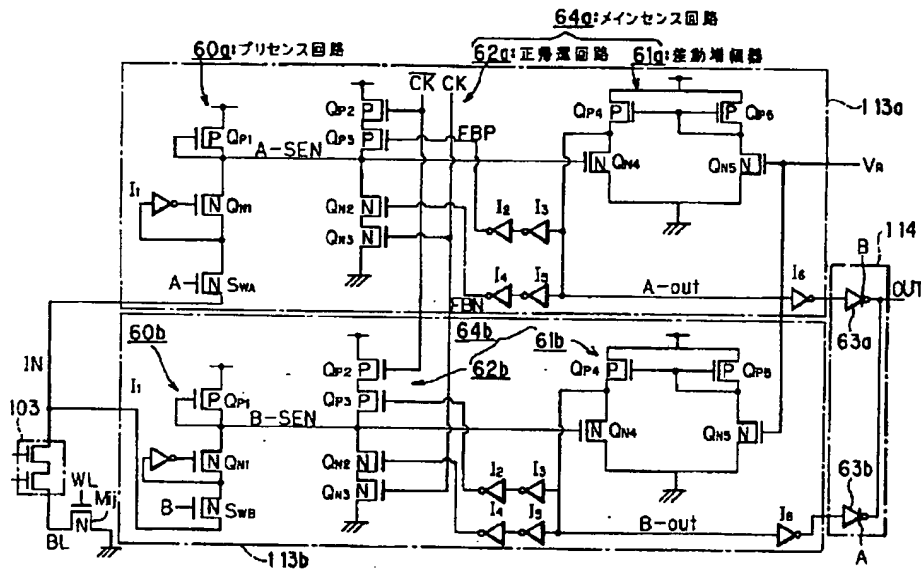 64a:メインセンス回路
60a:プリセンス回路
62a:正帰還回路
61a:差動増幅器
CK CK
113a
QP2
QP4
QP6
P
P
P
QP1
P
QP3
P
FBP
A-SEN
N
QN4
QN5
N
VR
I1
N
QN1
QN2
N
I2
I3
QN3
N
114
I4
I5
I6
B
A
N
SWA
A-out
OUT
FBN
63a
60b
64b
61b
IN
QP2
P
62b
QP4
P
P
QP6
I1
QP1
P
QP3
P
103
B-SEN
N
QN4
QN5
N
N
QN1
QN2
N
I2
I3
63b
WL
Mij
B
N
SWB
QN3
N
I4
I5
I6
N
B-out
BL
A
113b